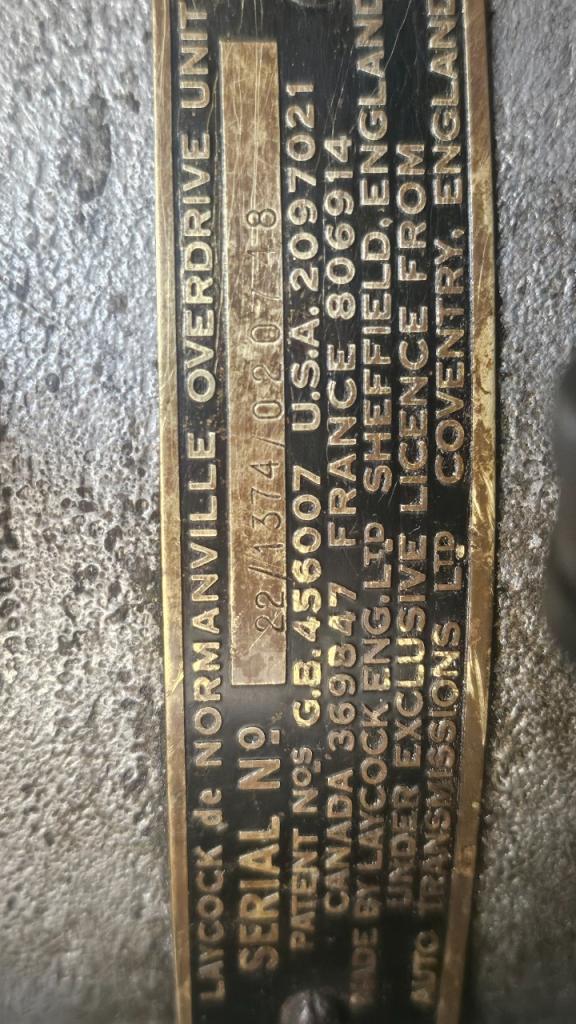 LAYCOCK de NORMANVILLE OVERDRIVE UNIT
SERIAL No. 22/1374/020748
PATENT Nos. G.B. 456007 U.S.A. 2097021
CANADA 369847 FRANCE 806914
MADE BY LAYCOCK ENG. LTD SHEFFIELD, ENGLAND
UNDER EXCLUSIVE LICENCE FROM
AUTO TRANSMISSIONS LTD COVENTRY, ENGLAND